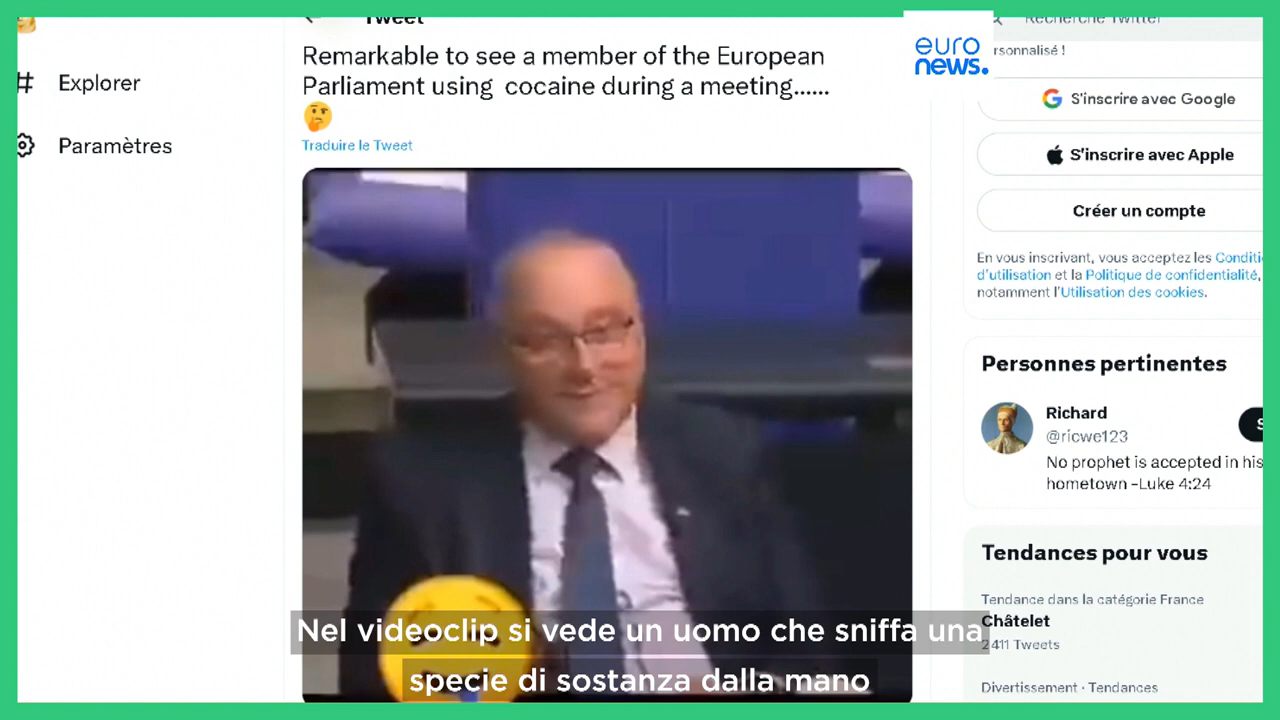 Tweet
Remarkable to see a member of the European
Parliament using cocaine during a meeting......
Traduire le Tweet
# Explorer
Paramètres
Recherche Twitter
euro
news.
rsonnalisé !
S'inscrire avec Google
S'inscrire avec Apple
Créer un compte
En vous inscrivant, vous acceptez les Conditi
d'utilisation et la Politique de confidentialité,
notamment l'Utilisation des cookies.
Personnes pertinentes
Richard
@ricwe123
S
No prophet is accepted in his
hometown -Luke 4:24
Tendances pour vous
Tendance dans la catégorie France
Châtelet
2411 Tweets
Divertissement · Tendances
Nel videoclip si vede un uomo che sniffa una
specie di sostanza dalla mano